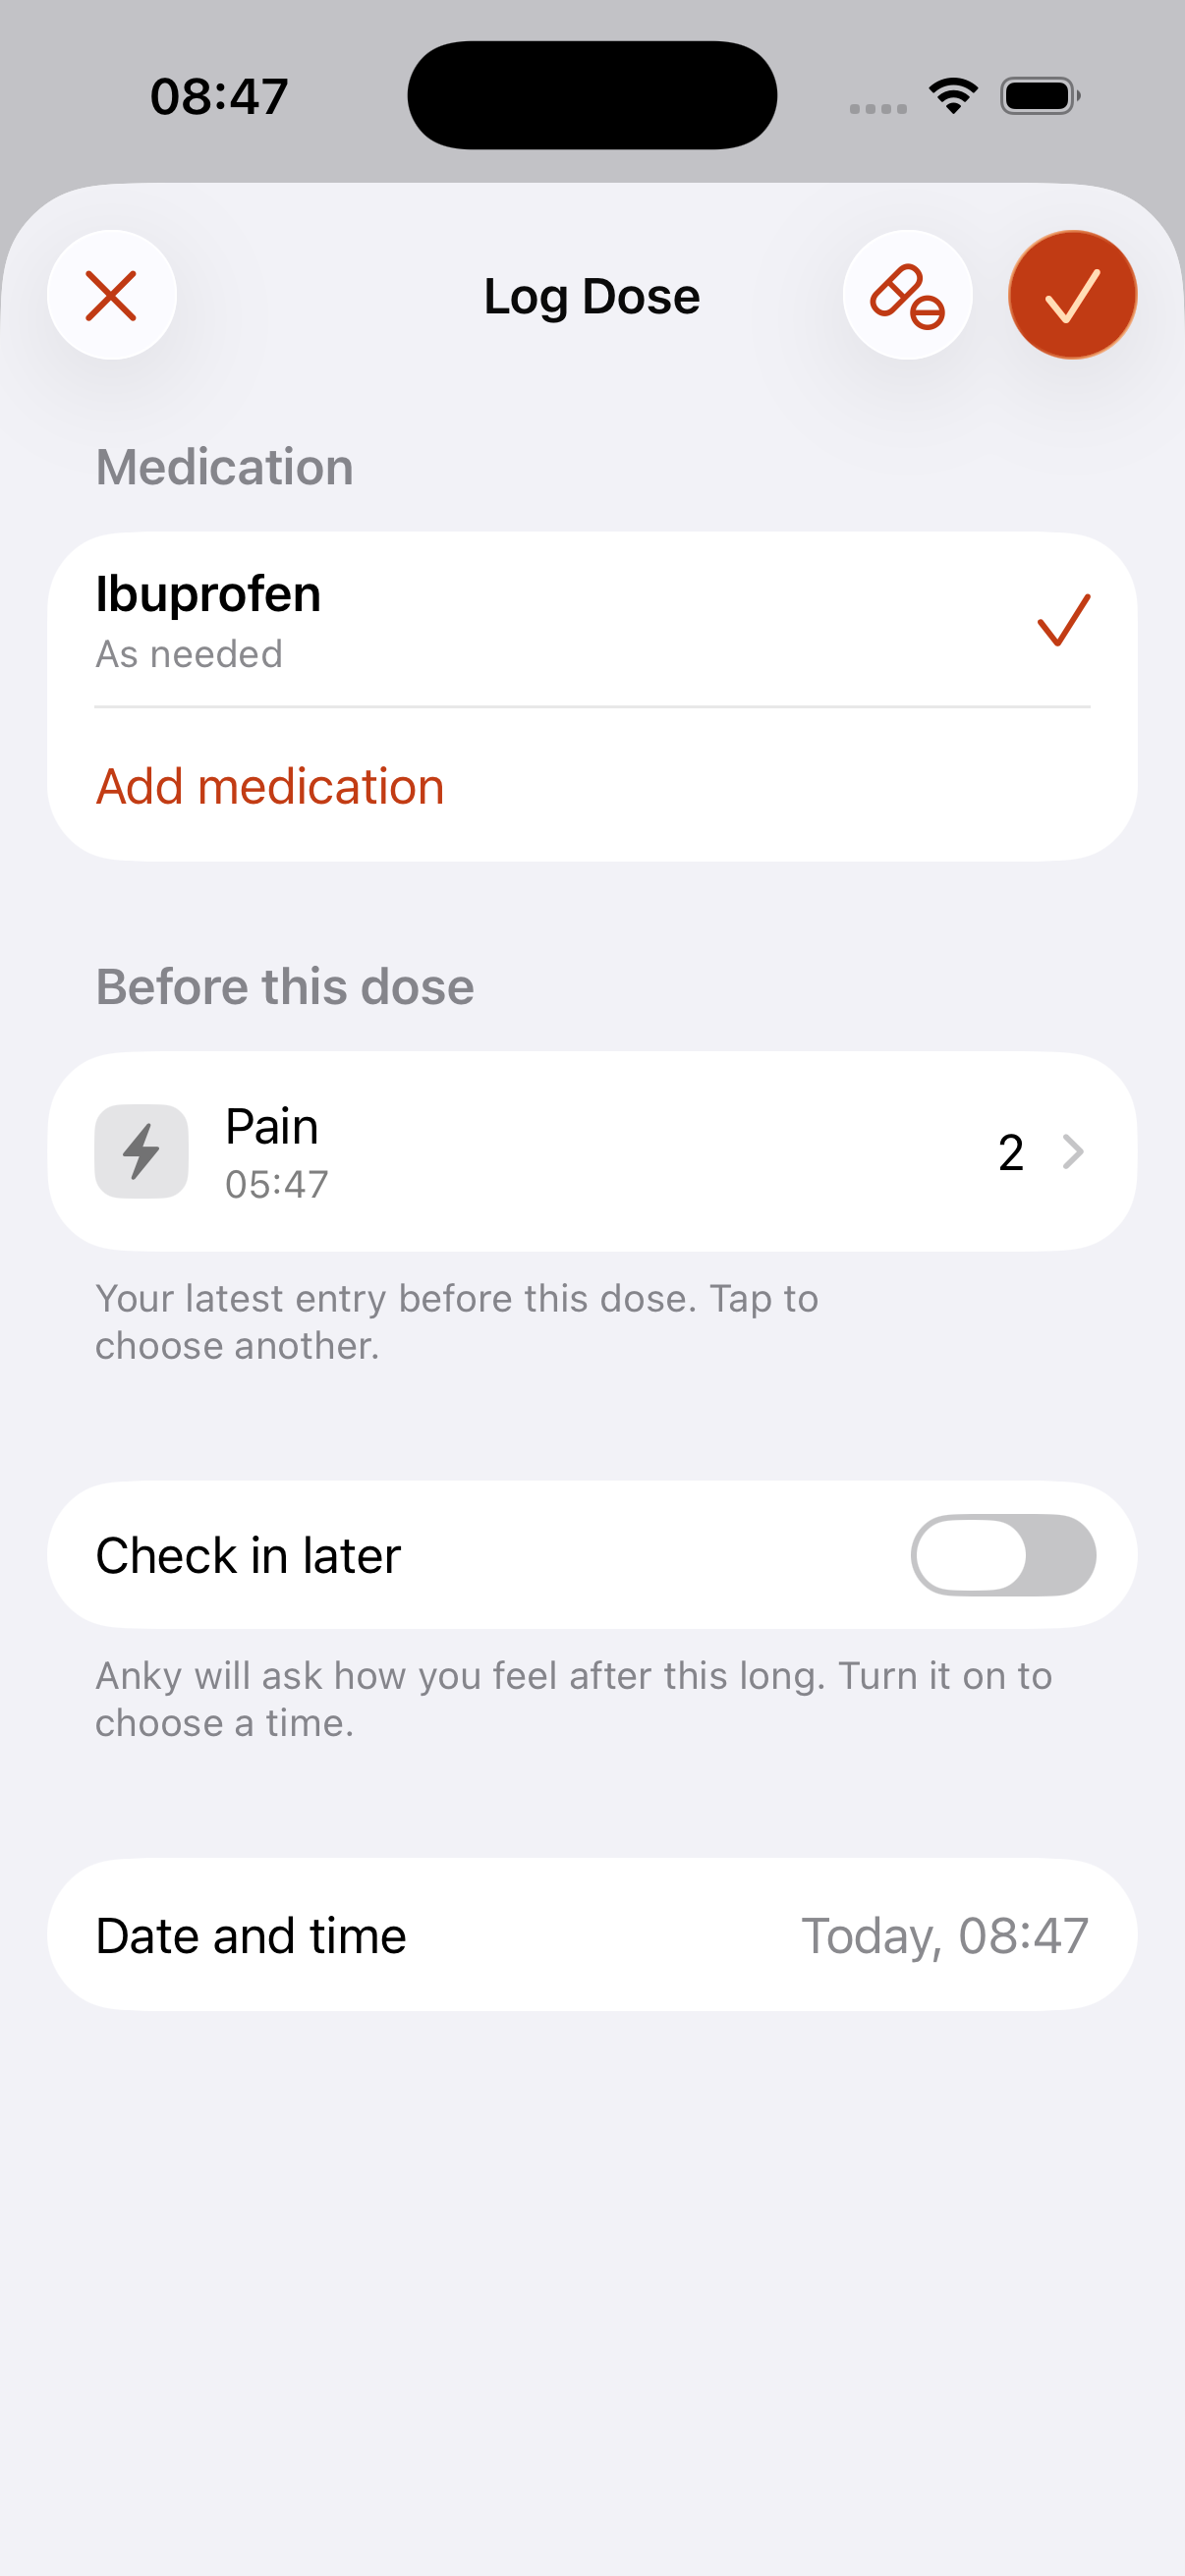 08:47
Log Dose
Medication
Ibuprofen
As needed
Add medication
Before this dose
Pain
05:47
2
Your latest entry before this dose. Tap to
choose another.
Check in later
Anky will ask how you feel after this long. Turn it on to
choose a time.
Date and time
Today, 08:47